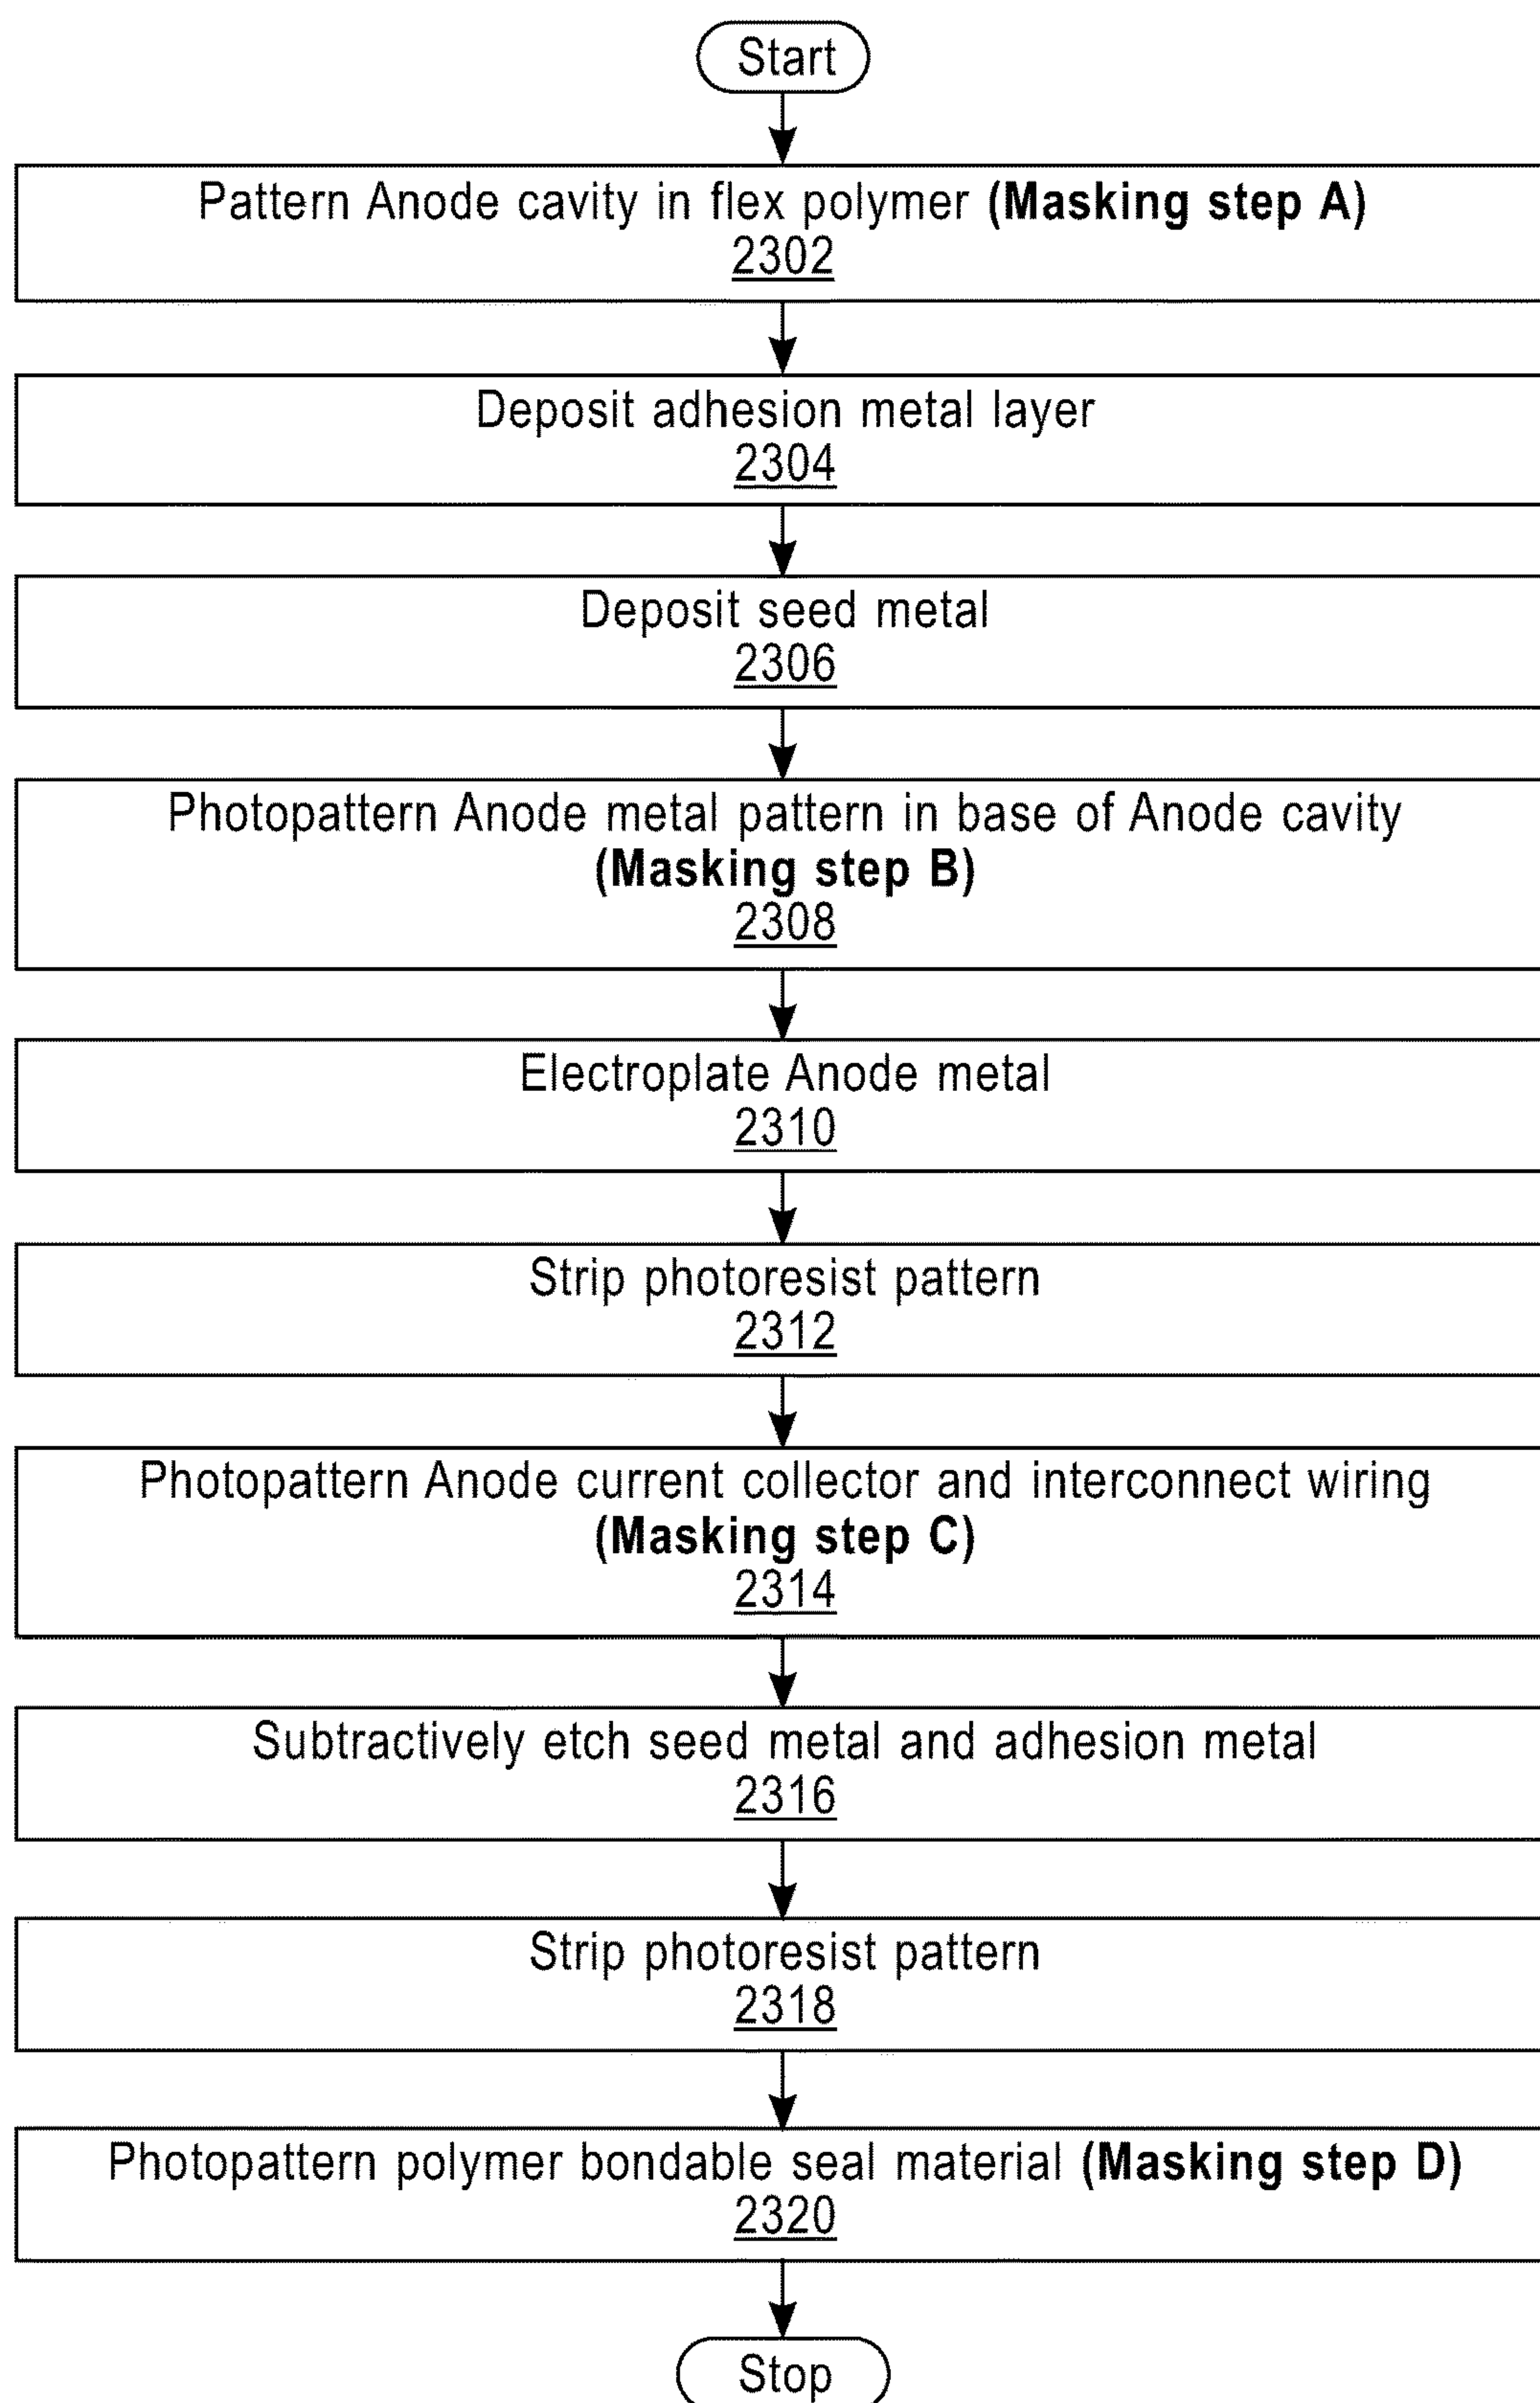 Start
Pattern Anode cavity in flex polymer (Masking step A)
2302
Deposit adhesion metal layer
2304
Deposit seed metal
2306
Photopattern Anode metal pattern in base of Anode cavity
(Masking step B)
2308
Electroplate Anode metal
2310
Strip photoresist pattern
2312
Photopattern Anode current collector and interconnect wiring
(Masking step C)
2314
Subtractively etch seed metal and adhesion metal
2316
Strip photoresist pattern
2318
Photopattern polymer bondable seal material (Masking step D)
2320
Stop